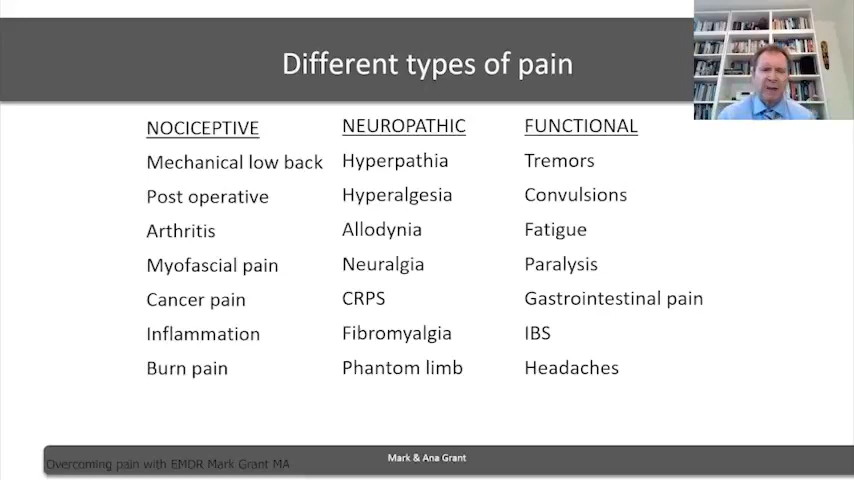 Different types of pain
NOCICEPTIVE
Mechanical low back
Post operative
Arthritis
Myofascial pain
Cancer pain
Inflammation
Burn pain
NEUROPATHIC
Hyperpathia
Hyperalgesia
Allodynia
Neuralgia
CRPS
Fibromyalgia
Phantom limb
FUNCTIONAL
Tremors
Convulsions
Fatigue
Paralysis
Gastrointestinal pain
IBS
Headaches
Mark & Ana Grant
Overcoming pain with EMDR Mark Grant MA